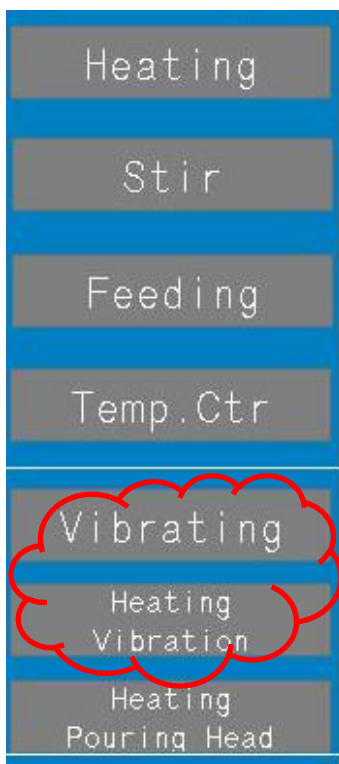 Heating
Stir
Feeding
Temp.Ctr
Vibrating
Heating
Vibration
Heating
Pouring Head